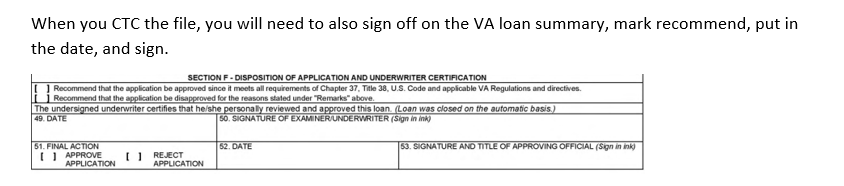 When you CTC the file, you will need to also sign off on the VA loan summary, mark recommend, put in
the date, and sign.
SECTION F - DISPOSITION OF APPLICATION AND UNDERWRITER CERTIFICATION
[ ] Recommend that the application be approved since it meets all requirements of Chapter 37, Title 38, U.S. Code and applicable VA Regulations and directives.
[ ] Recommend that the application be disapproved for the reasons stated under "Remarks" above.
The undersigned underwriter certifies that he/she personally reviewed and approved this loan. (Loan was closed on the automatic basis.)
49. DATE 50. SIGNATURE OF EXAMINER/UNDERWRITER (Sign in ink)
51. FINAL ACTION 52. DATE 53. SIGNATURE AND TITLE OF APPROVING OFFICIAL (Sign in ink)
[ ] APPROVE [ ] REJECT
APPLICATION APPLICATION